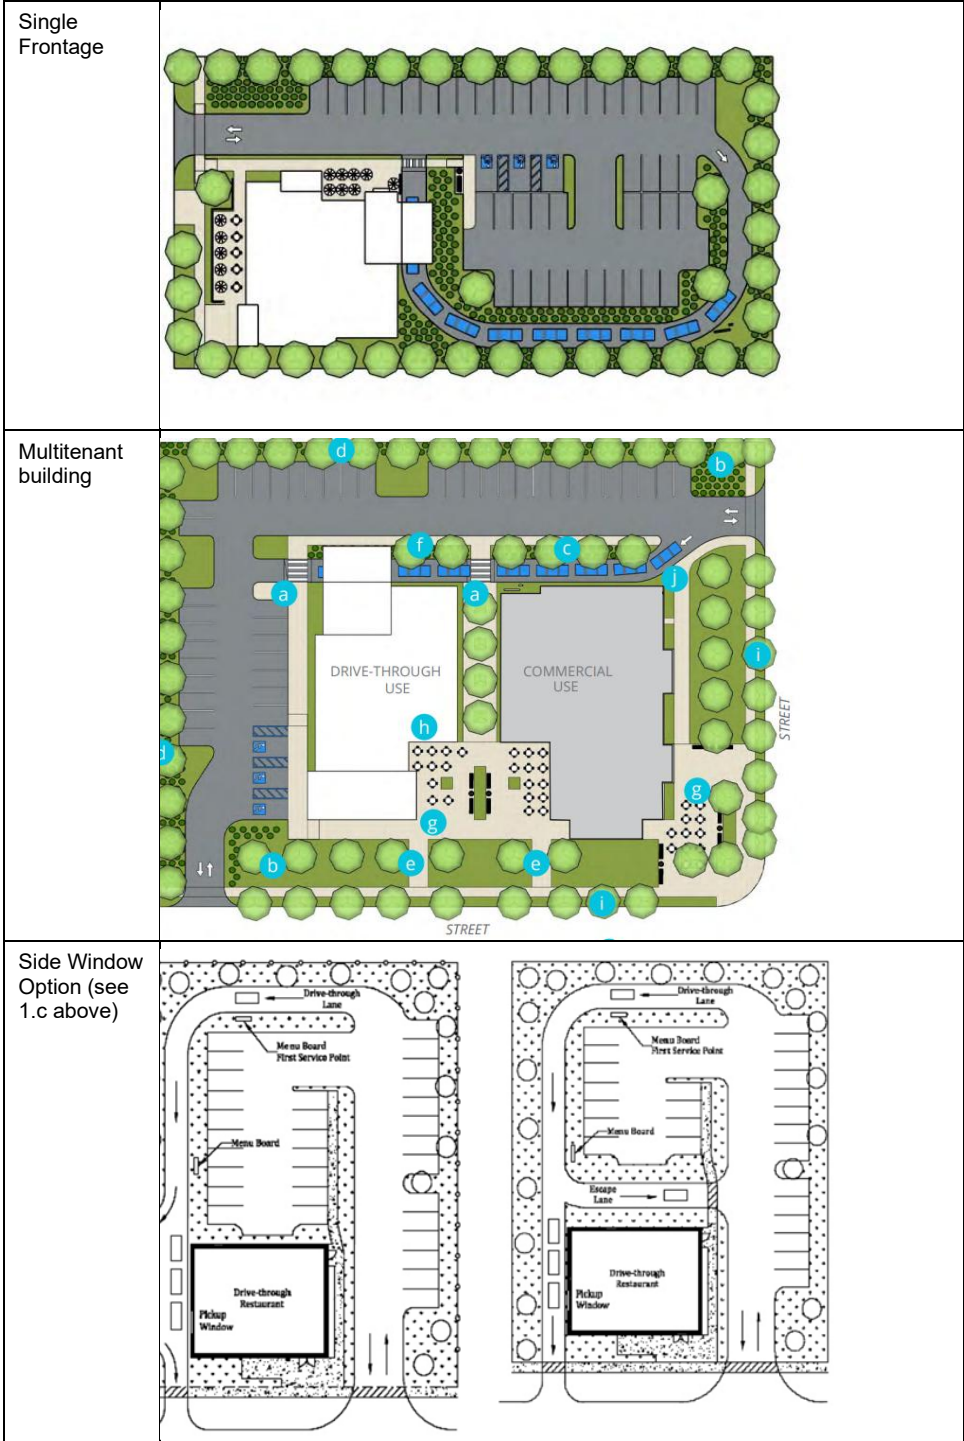 Single
Frontage
Multitenant
building
d
b
f
c
a
a
j
DRIVE-THROUGH
USE
COMMERCIAL
USE
i
STREET
h
d
g
g
b
e
e
i
STREET
Side Window
Option (see
1.c above)
Drive-through
Lane
Menu Board
First Service Point
Menu Board
Drive-through
Restaurant
Pickup
Window
Drive-through
Lane
Menu Board
First Service Point
Menu Board
Escape
Lane
Drive-through
Restaurant
Pickup
Window